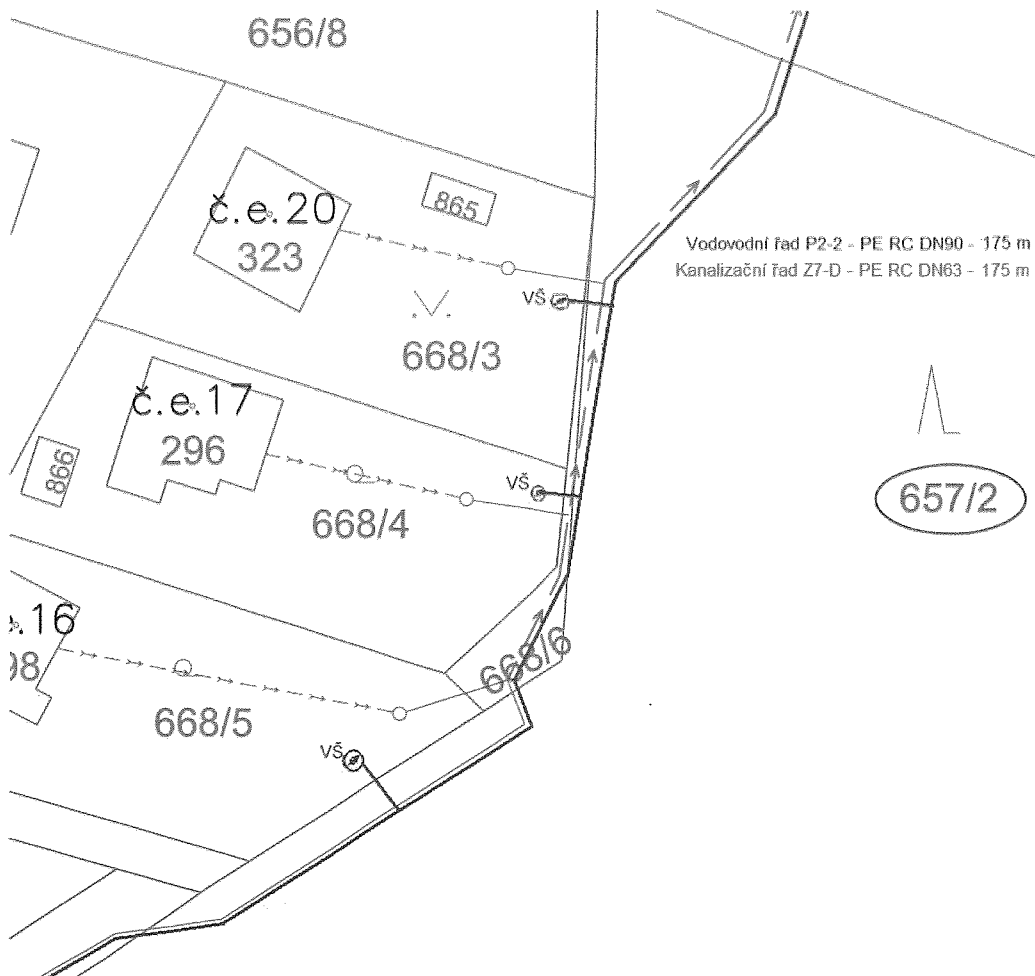 656/8
č.e.20
323
865
Vodovodní řad P2-2 - PE RC DN90 - 175 m
Kanalizační řad Z7-D - PE RC DN63 - 175 m
VŠ
668/3
č.e.17
296
866
VŠ
668/4
657/2
e.16
98
668/6
668/5
VŠ